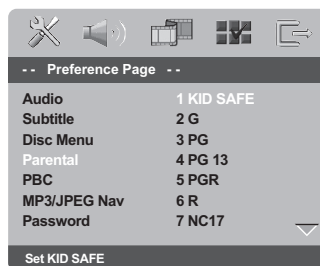 -- Preference Page --
Audio 1 KID SAFE
Subtitle 2 G
Disc Menu 3 PG
Parental 4 PG 13
PBC 5 PGR
MP3/JPEG Nav 6 R
Password 7 NC17
Set KID SAFE